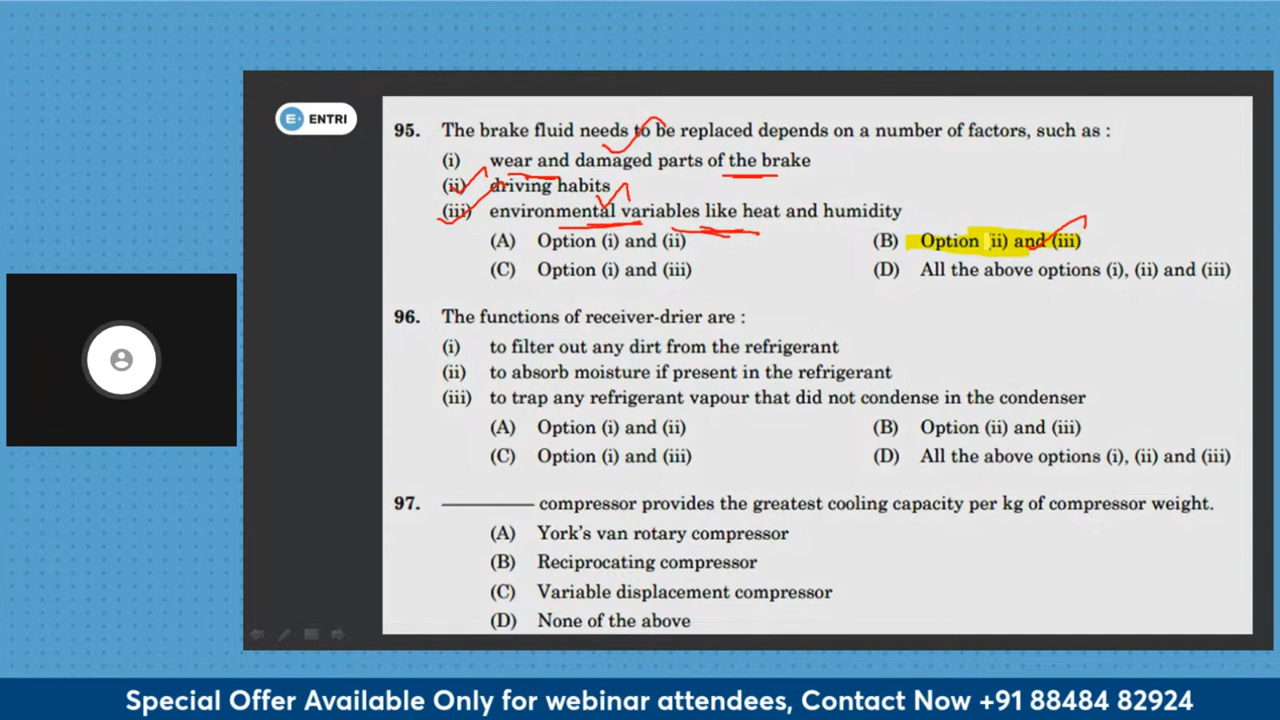 ENTRI
95. The brake fluid needs to be replaced depends on a number of factors, such as :
(i) wear and damaged parts of the brake
(ii) driving habits
(iii) environmental variables like heat and humidity
(A) Option (i) and (ii) (B) Option (ii) and (iii)
(C) Option (i) and (iii) (D) All the above options (i), (ii) and (iii)
96. The functions of receiver-drier are :
(i) to filter out any dirt from the refrigerant
(ii) to absorb moisture if present in the refrigerant
(iii) to trap any refrigerant vapour that did not condense in the condenser
(A) Option (i) and (ii) (B) Option (ii) and (iii)
(C) Option (i) and (iii) (D) All the above options (i), (ii) and (iii)
97. ———— compressor provides the greatest cooling capacity per kg of compressor weight.
(A) York's van rotary compressor
(B) Reciprocating compressor
(C) Variable displacement compressor
(D) None of the above
Special Offer Available Only for webinar attendees, Contact Now +91 88484 82924